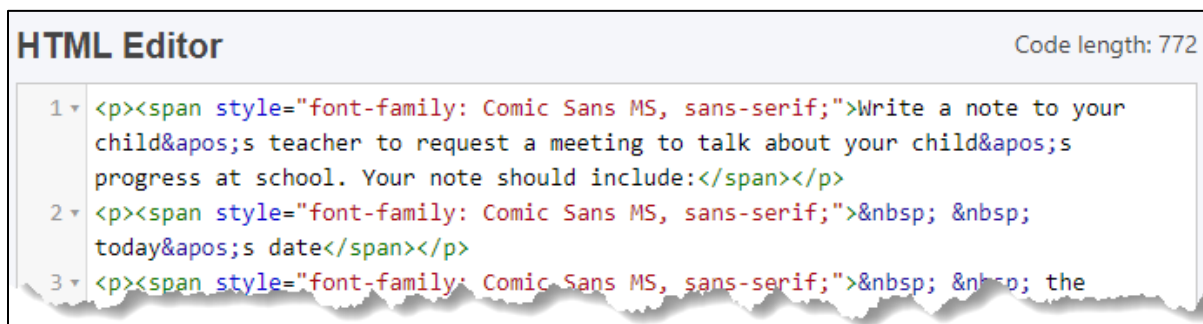 HTML Editor
Code length: 772
1 <p><span style="font-family: Comic Sans MS, sans-serif;">Write a note to your
child&apos;s teacher to request a meeting to talk about your child&apos;s
progress at school. Your note should include:</span></p>
2 <p><span style="font-family: Comic Sans MS, sans-serif;">&nbsp; &nbsp;
today&apos;s date</span></p>
3 <p><span style="font-family: Comic Sans MS, sans-serif;">&nbsp; &nbsp; the